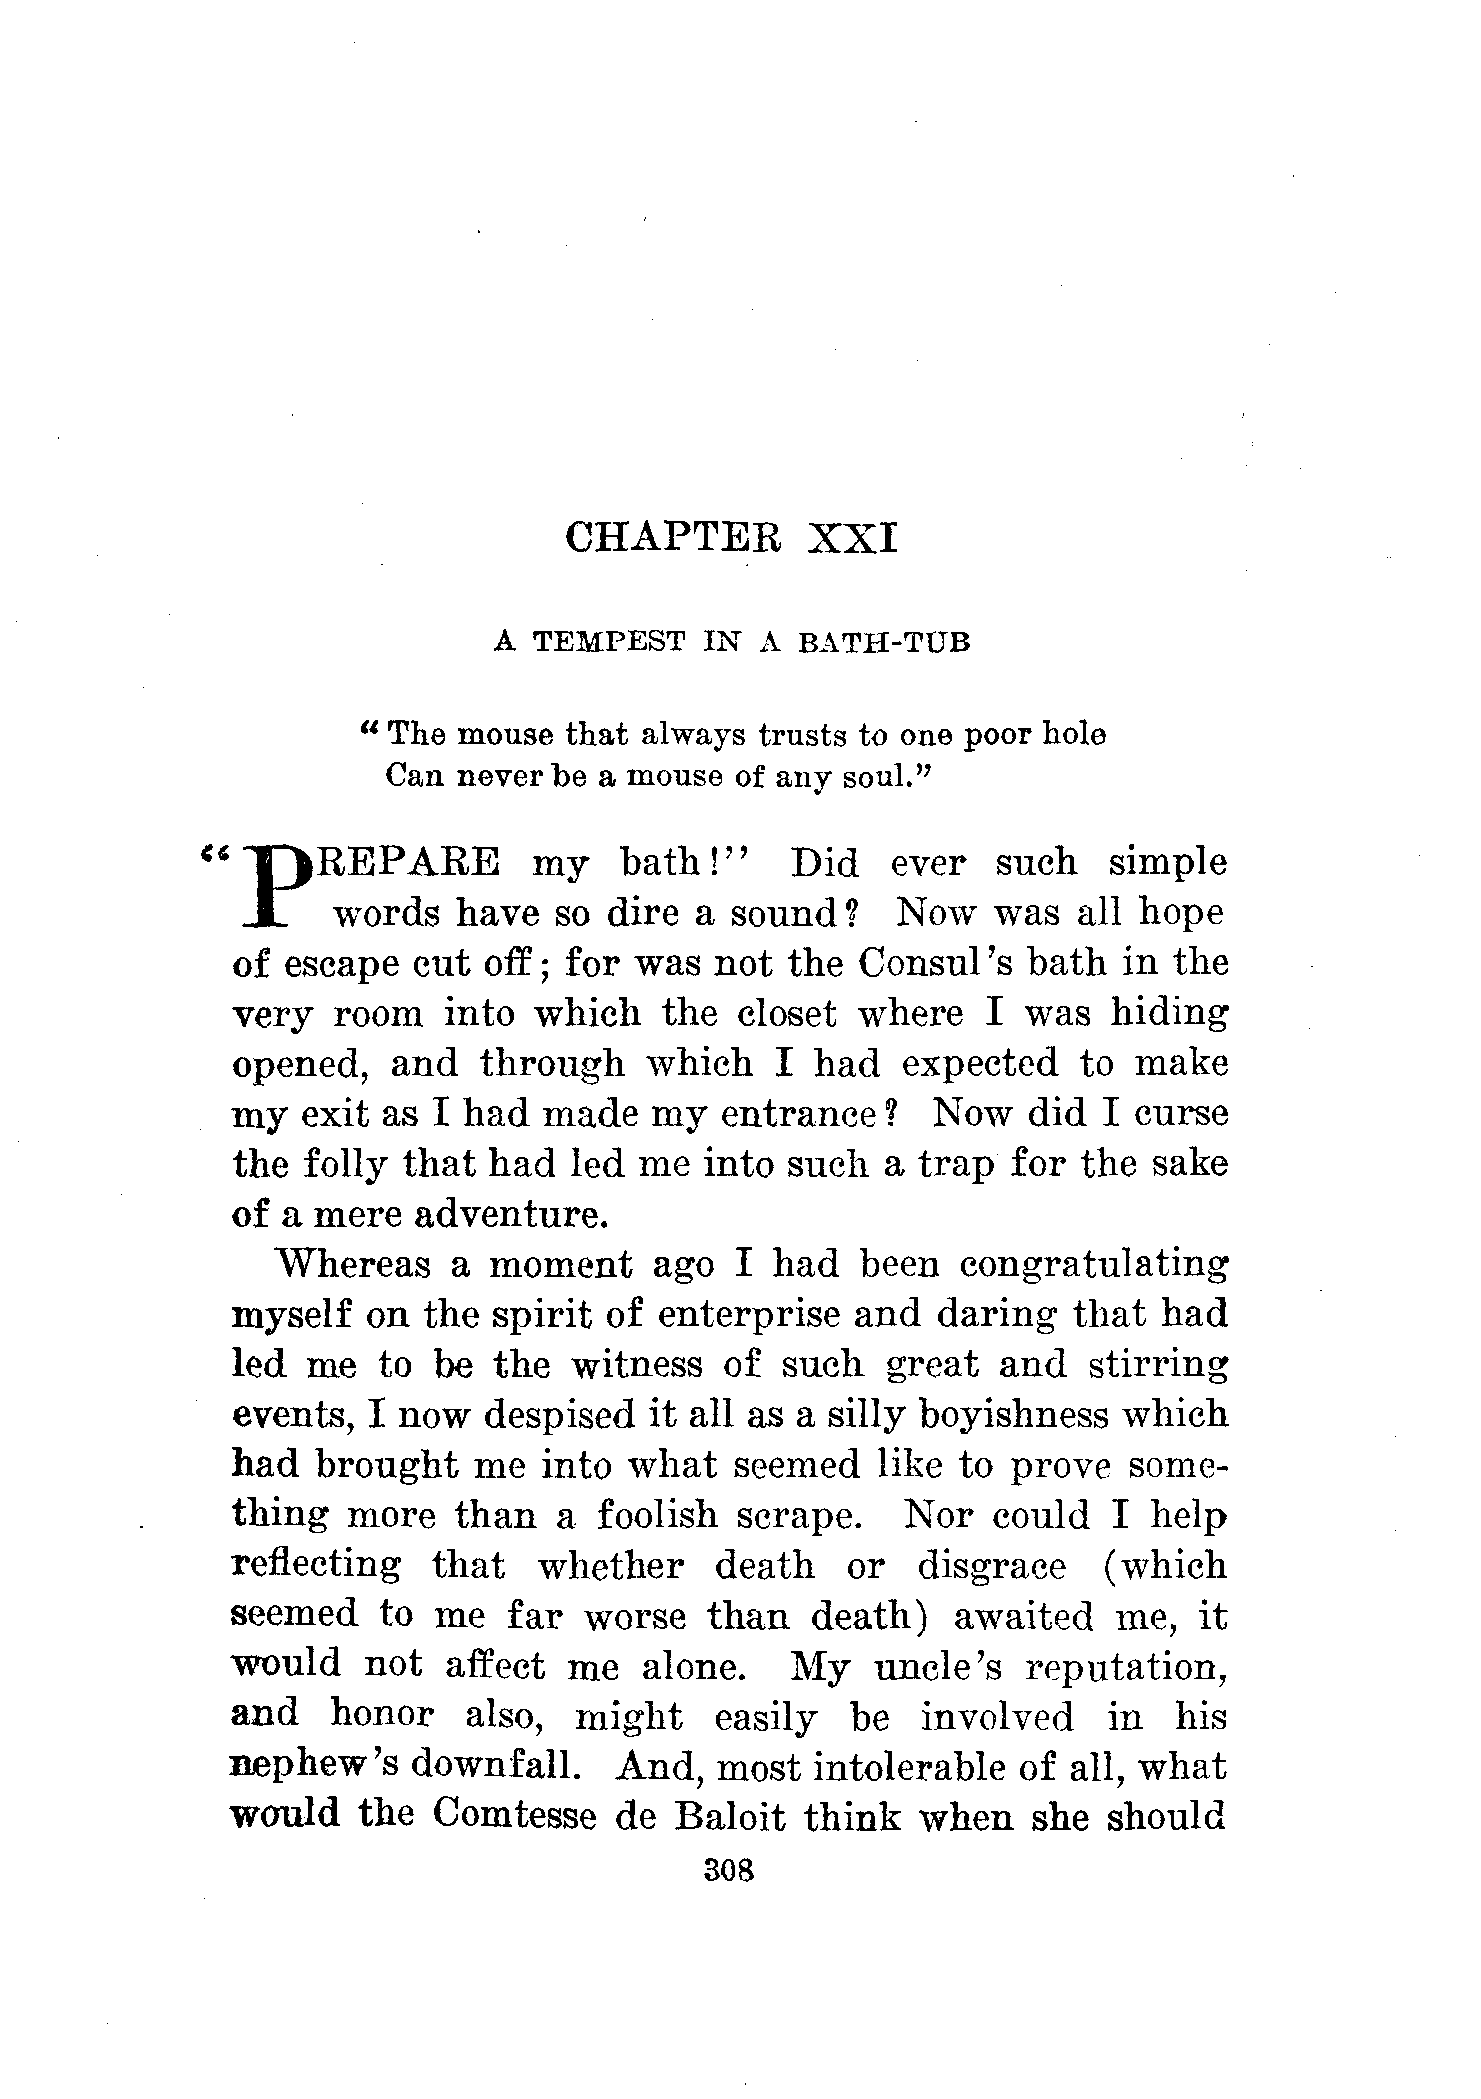 CHAPTER XXI
A TEMPEST IN A BATH-TUB
“The mouse that always trusts to one poor hole
Can never be a mouse of any soul.”
“PREPARE my bath!” Did ever such simple
words have so dire a sound? Now was all hope
of escape cut off; for was not the Consul's bath in the
very room into which the closet where I was hiding
opened, and through which I had expected to make
my exit as I had made my entrance? Now did I curse
the folly that had led me into such a trap for the sake
of a mere adventure.
Whereas a moment ago I had been congratulating
myself on the spirit of enterprise and daring that had
led me to be the witness of such great and stirring
events, I now despised it all as a silly boyishness which
had brought me into what seemed like to prove some-
thing more than a foolish scrape. Nor could I help
reflecting that whether death or disgrace (which
seemed to me far worse than death) awaited me, it
would not affect me alone. My uncle's reputation,
and honor also, might easily be involved in his
nephew's downfall. And, most intolerable of all, what
would the Comtesse de Baloit think when she should
308